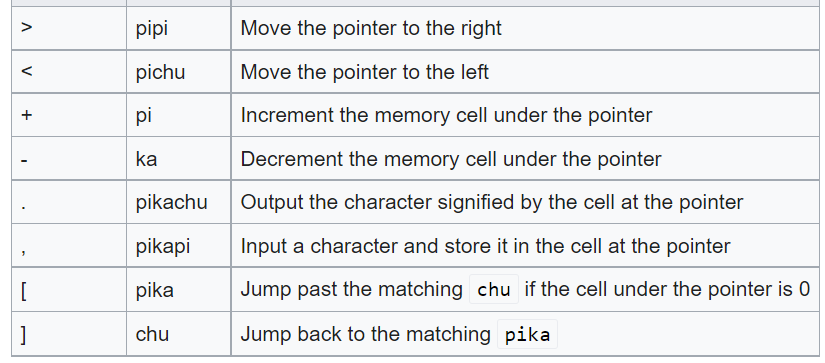 > pipi Move the pointer to the right
< pichu Move the pointer to the left
+ pi Increment the memory cell under the pointer
- ka Decrement the memory cell under the pointer
. pikachu Output the character signified by the cell at the pointer
, pikapi Input a character and store it in the cell at the pointer
[ pika Jump past the matching chu if the cell under the pointer is 0
] chu Jump back to the matching pika